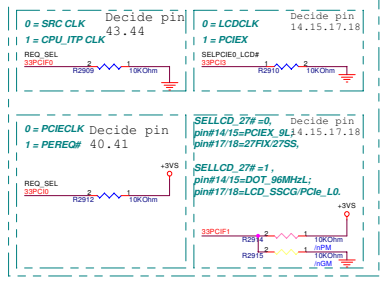 0 = SRC CLK
1 = CPU_ITP CLK
Decide pin
43.44
REQ_SEL
33PCIF0
2
1
R2909
10KOhm
0 = LCDCLK
1 = PCIEX
Decide pin
14.15.17.18
SELPCIE0_LCD#
33PCI3
2
1
R2910
10KOhm
0 = PCIECLK
1 = PEREQ#
Decide pin
40.41
+3VS
REQ_SEL
33PCI0
2
1
R2912
10KOhm
SELLCD_27# =0,
pin#14/15=PCIEX_9L;
pin#17/18=27FIX/27SS,
Decide pin
14.15.17.18
SELLCD_27# =1 ,
pin#14/15=DOT_96MHzL;
pin#17/18=LCD_SSCG/PCIe_L0.
+3VS
33PCIF1
2
1
R2914
10KOhm
/nPM
2
1
R2915
10KOhm
/nGM